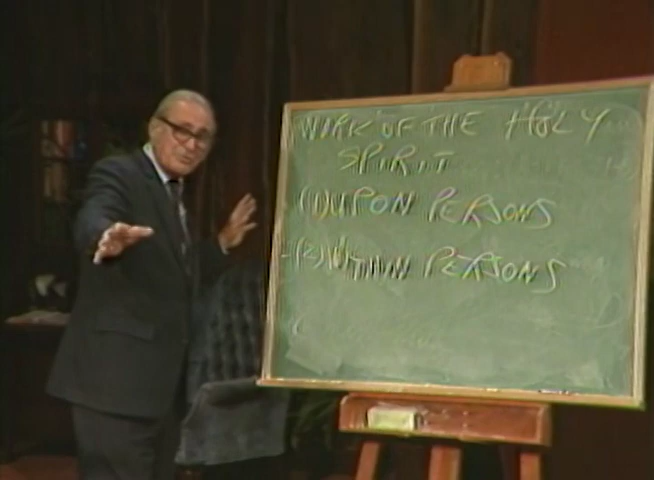 WORK OF THE HOLY
SPIRIT
(1) UPON PERSONS
(2) WITHIN PERSONS